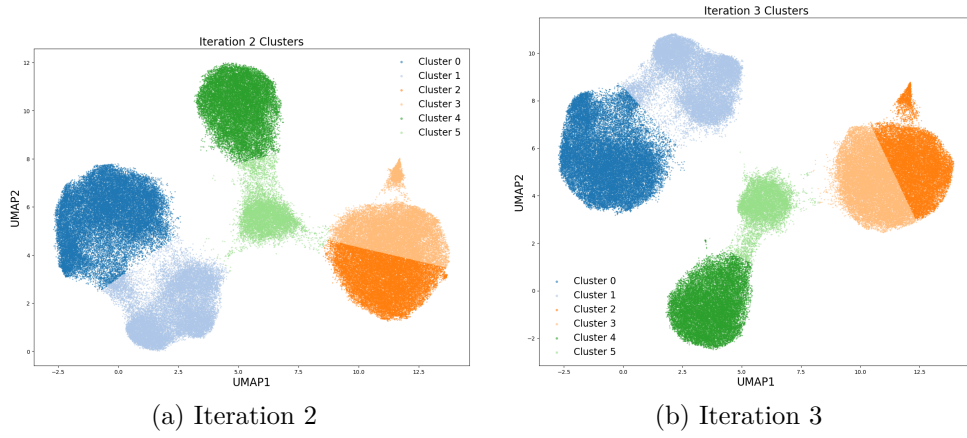 Iteration 2 Clusters
12
10
8
6
4
2
0
UMAP2
−2.5
0.0
2.5
5.0
7.5
10.0
12.5
UMAP1
Cluster 0
Cluster 1
Cluster 2
Cluster 3
Cluster 4
Cluster 5
(a) Iteration 2
Iteration 3 Clusters
10
8
6
4
2
0
−2
UMAP2
−2.5
0.0
2.5
5.0
7.5
10.0
12.5
UMAP1
Cluster 0
Cluster 1
Cluster 2
Cluster 3
Cluster 4
Cluster 5
(b) Iteration 3